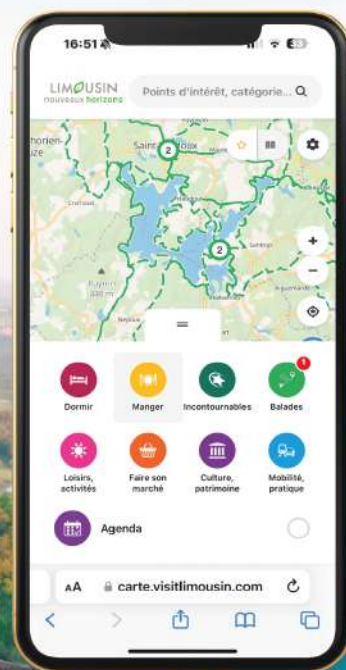 16:51
LIMOUSIN
nouveaux horizons
Points d'intérêt, catégorie...
2
2
+
−
Dormir
Manger
Incontournables
1
Balades
Loisirs,
activités
Faire son
marché
Culture,
patrimoine
Mobilité,
pratique
Agenda
AA
carte.visitlimousin.com